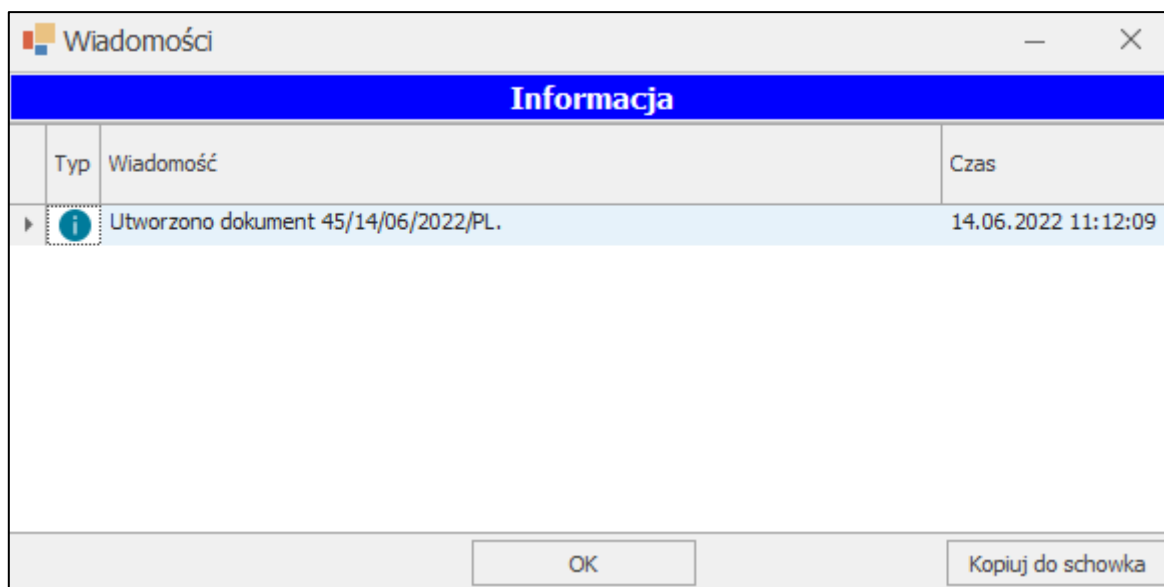 Wiadomości
Informacja
Typ Wiadomość Czas
Utworzono dokument 45/14/06/2022/PL. 14.06.2022 11:12:09
OK Kopiuj do schowka